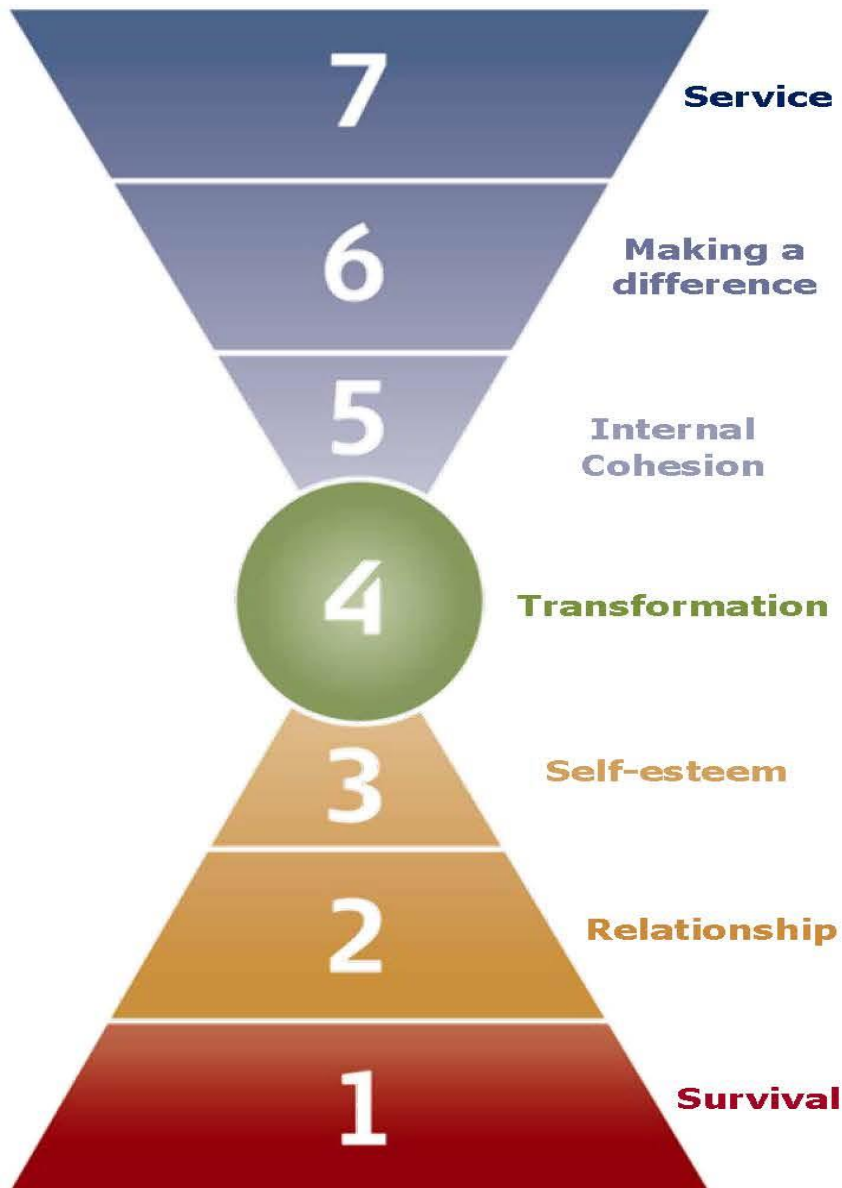 7
Service
6
Making a
difference
5
Internal
Cohesion
4
Transformation
3
Self-esteem
2
Relationship
1
Survival